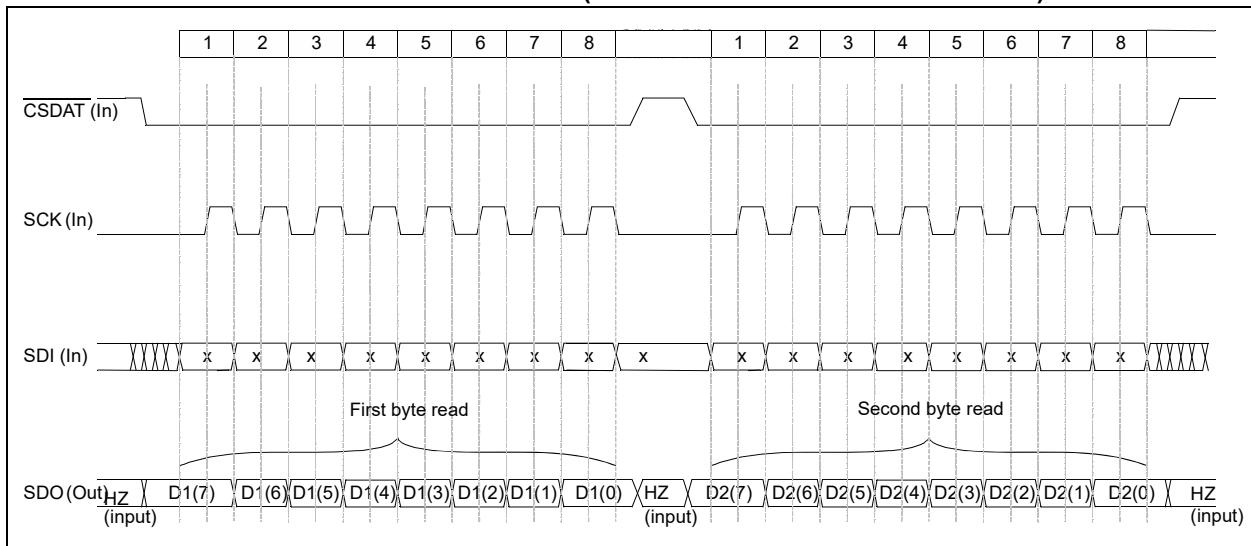 1 2 3 4 5 6 7 8 1 2 3 4 5 6 7 8
CSDAT (In)
SCK (In)
SDI (In) x x x x x x x x x x x x x x x x x
First byte read Second byte read
SDO (Out) HZ D1(7) D1(6) D1(5) D1(4) D1(3) D1(2) D1(1) D1(0) HZ D2(7) D2(6) D2(5) D2(4) D2(3) D2(2) D2(1) D2(0) HZ
(input) (input) (input)